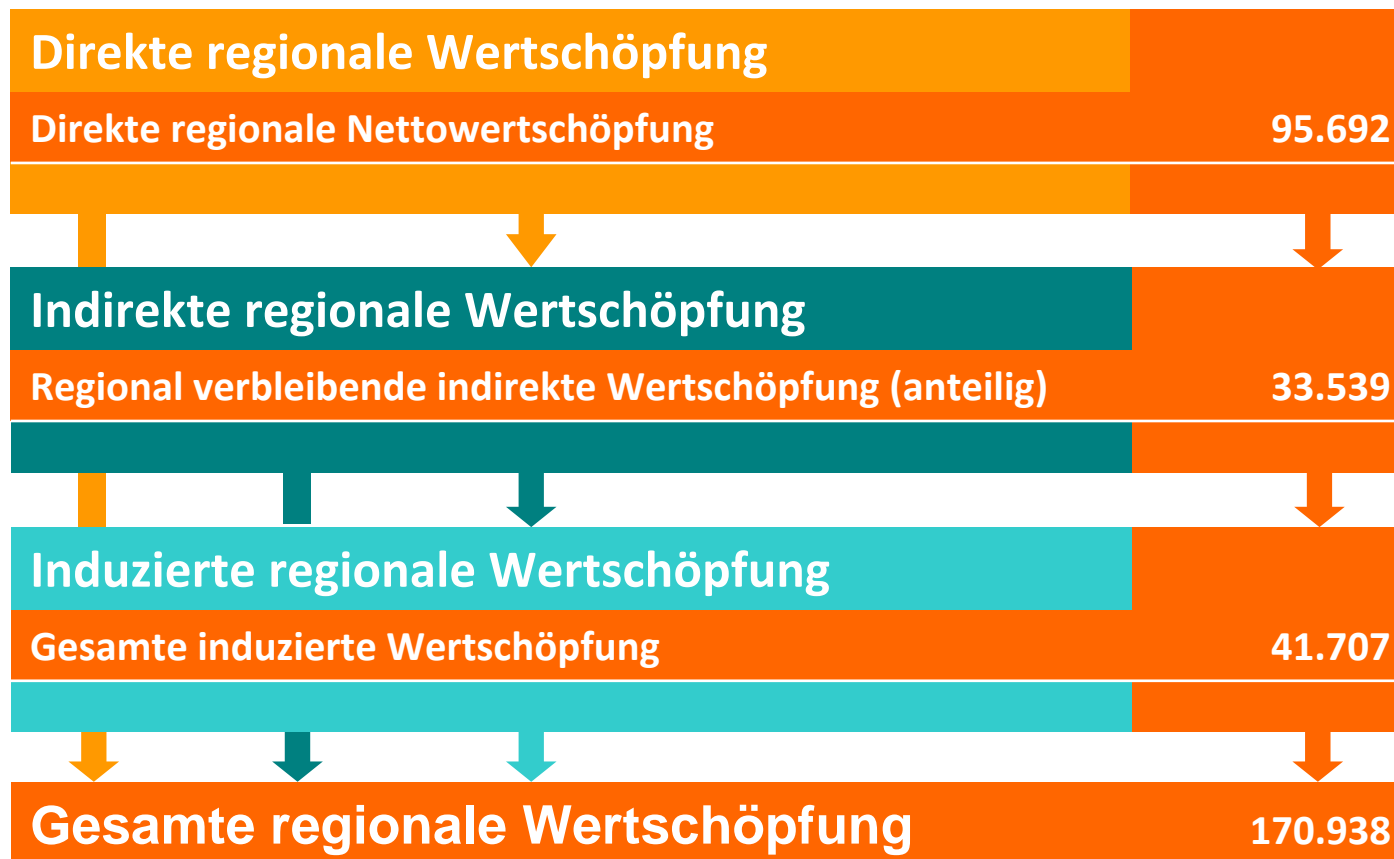 Direkte regionale Wertschöpfung
Direkte regionale Nettowertschöpfung 95.692
Indirekte regionale Wertschöpfung
Regional verbleibende indirekte Wertschöpfung (anteilig) 33.539
Induzierte regionale Wertschöpfung
Gesamte induzierte Wertschöpfung 41.707
Gesamte regionale Wertschöpfung 170.938